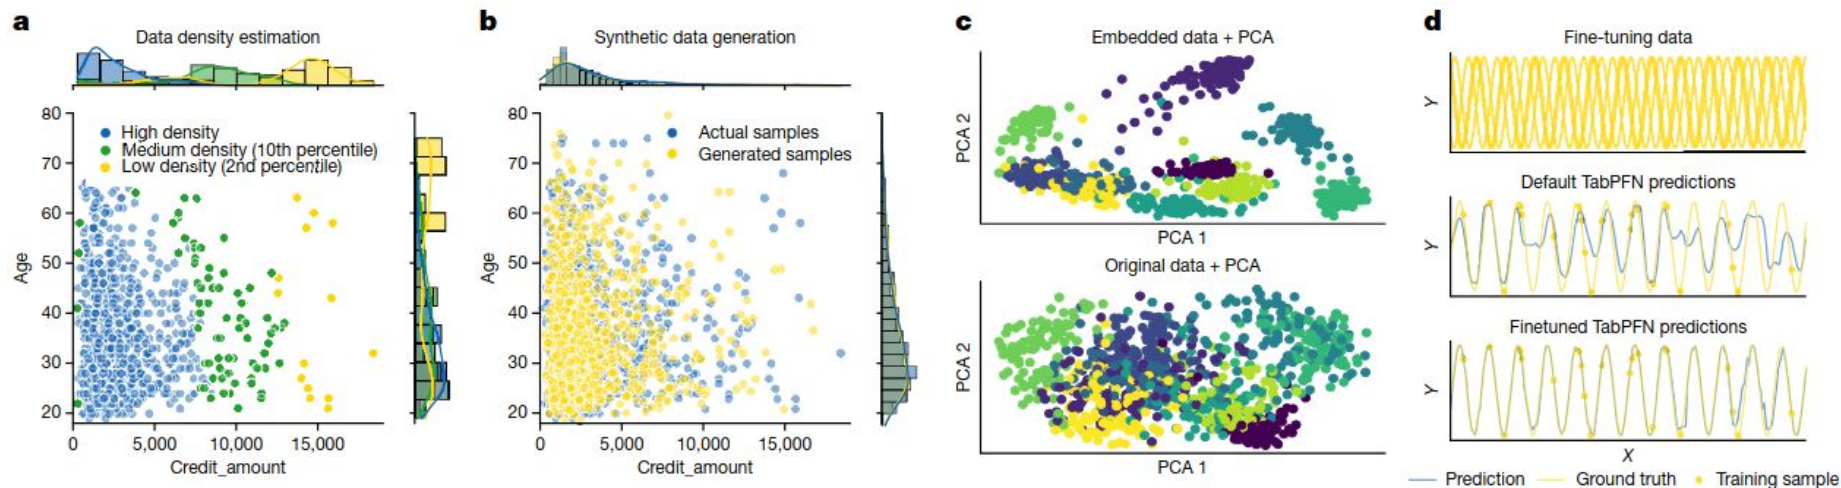 a
Data density estimation
80
70
60
50
40
30
20
Age
High density
Medium density (10th percentile)
Low density (2nd percentile)
0
5,000
10,000
15,000
Credit_amount
b
Synthetic data generation
80
70
60
50
40
30
20
Age
Actual samples
Generated samples
0
5,000
10,000
15,000
Credit_amount
c
Embedded data + PCA
PCA 2
PCA 1
Original data + PCA
PCA 2
PCA 1
d
Fine-tuning data
Y
Default TabPFN predictions
Y
Finetuned TabPFN predictions
Y
X
Prediction
Ground truth
Training sample